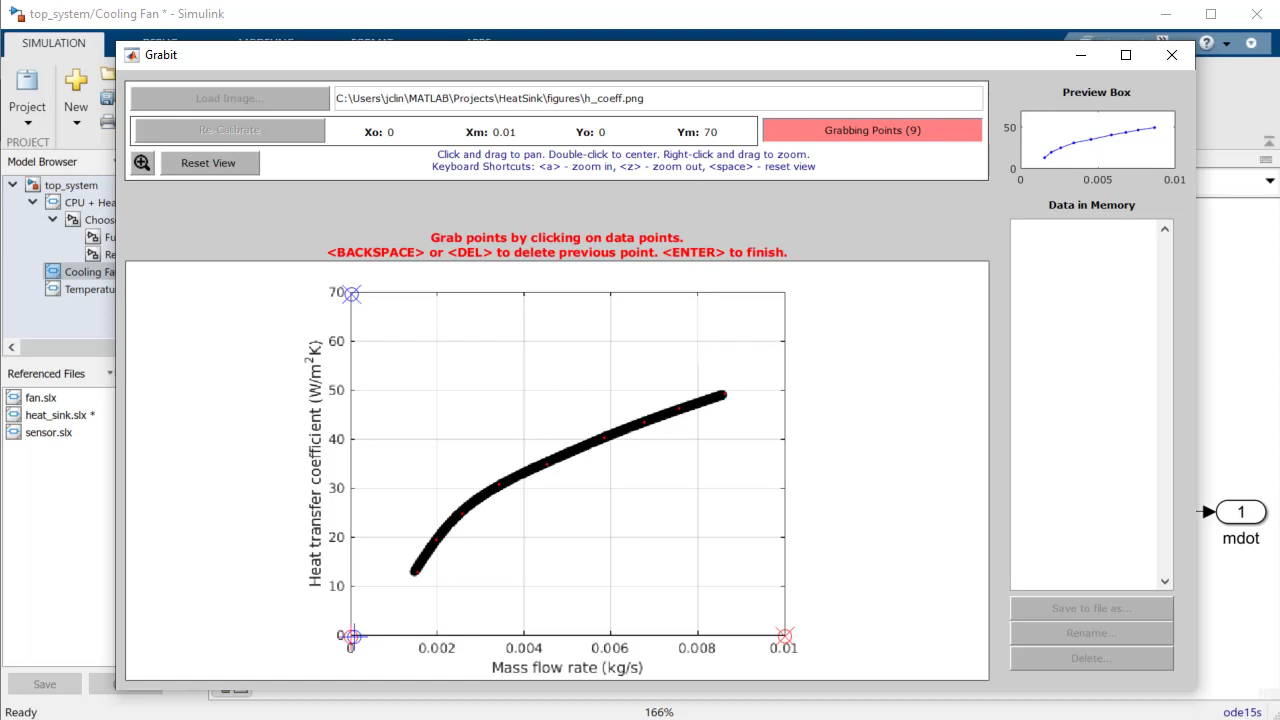 top_system/Cooling Fan * - Simulink
SIMULATION
Grabit
Project
New
PROJECT
Load Image...
C:\Users\jclin\MATLAB\Projects\HeatSink\figures\h_coeff.png
Re-Calibrate
Xo: 0
Xm: 0.01
Yo: 0
Ym: 70
Grabbing Points (9)
Reset View
Click and drag to pan. Double-click to center. Right-click and drag to zoom.
Keyboard Shortcuts: <a> - zoom in, <z> - zoom out, <space> - reset view
Preview Box
50
0
0 0.005 0.01
Data in Memory
Model Browser
top_system
CPU + Hea
Choos
Fu
Re
Cooling Fa
Temperatu
Referenced Files
fan.slx
heat_sink.slx *
sensor.slx
Save
Grab points by clicking on data points.
<BACKSPACE> or <DEL> to delete previous point. <ENTER> to finish.
70
60
50
40
30
20
10
0
0 0.002 0.004 0.006 0.008 0.01
Heat transfer coefficient (W/m²K)
Mass flow rate (kg/s)
Save to file as...
Rename...
Delete...
1
mdot
Ready
166%
ode15s